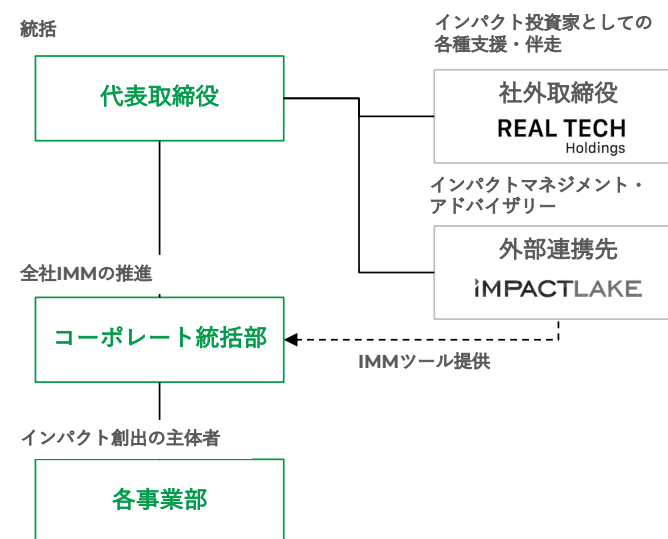 統括
代表取締役
インパクト投資家としての
各種支援・伴走
社外取締役
REAL TECH
Holdings
インパクトマネジメント・
アドバイザリー
外部連携先
IMPACTLAKE
全社IMMの推進
コーポレート統括部
IMMツール提供
インパクト創出の主体者
各事業部